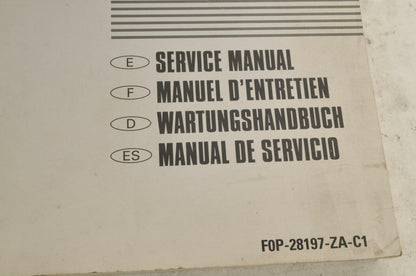 E SERVICE MANUAL
F MANUEL D'ENTRETIEN
D WARTUNGSHANDBUCH
ES MANUAL DE SERVICIO
F0P-28197-ZA-C1